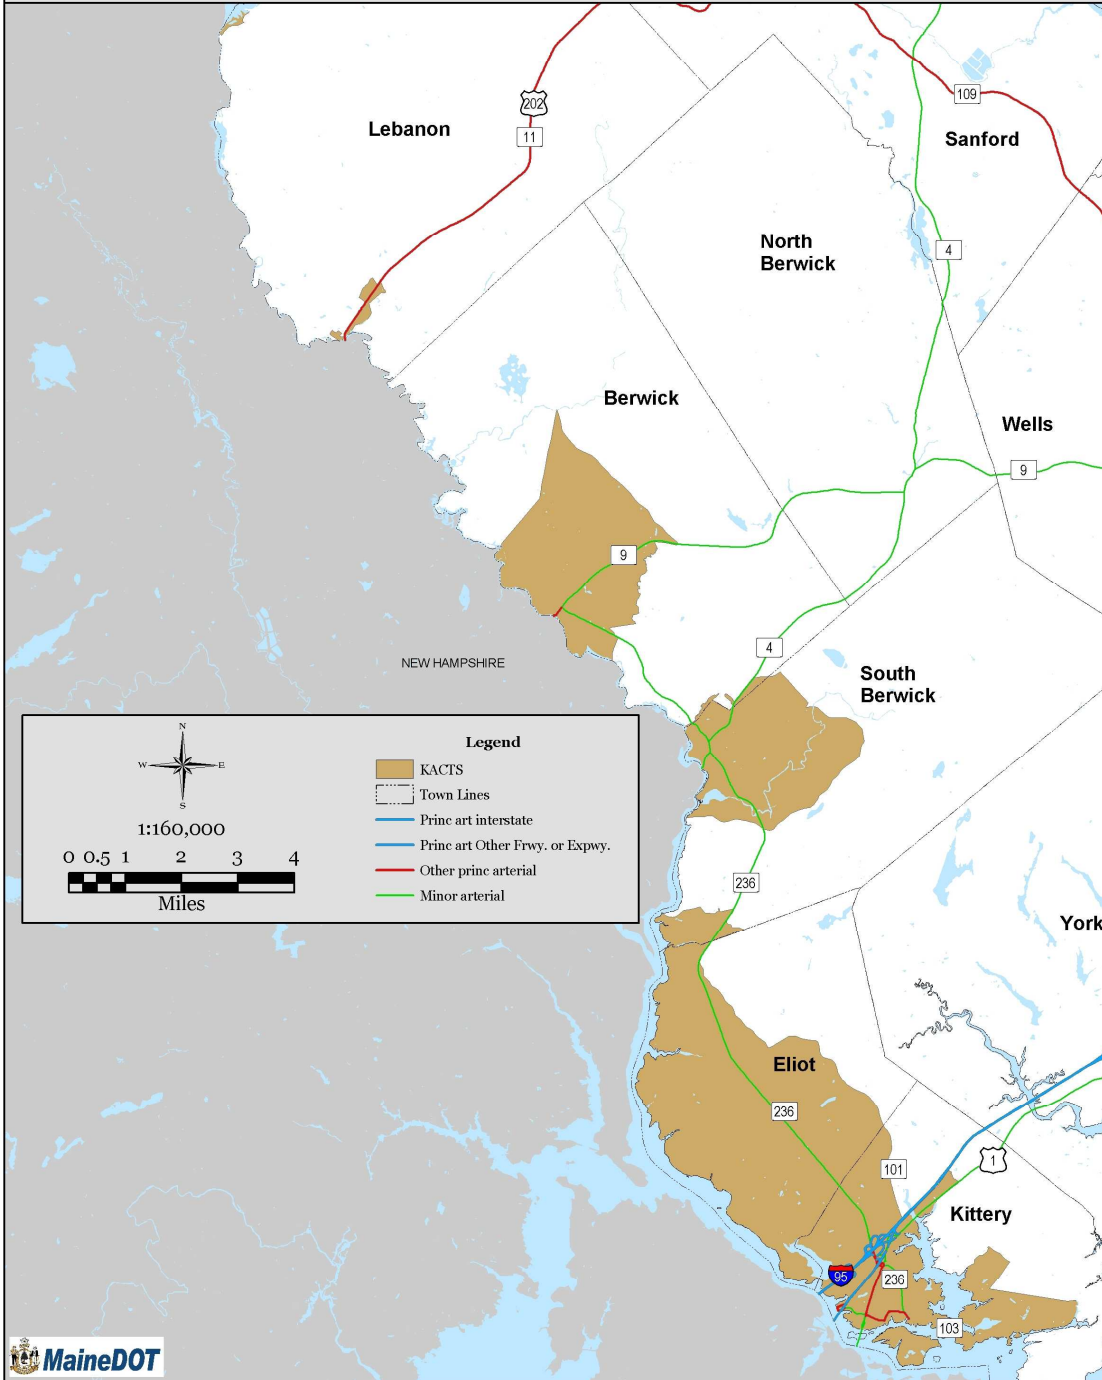 202
11
Lebanon
109
Sanford
North
Berwick
4
Berwick
Wells
9
9
NEW HAMPSHIRE
4
South
Berwick
N
W E
S
1:160,000
0 0.5 1 2 3 4
Miles
Legend
KACTS
Town Lines
Princ art interstate
Princ art Other Frwy. or Expwy.
Other princ arterial
Minor arterial
236
York
Eliot
236
101
1
Kittery
95
236
103
MaineDOT